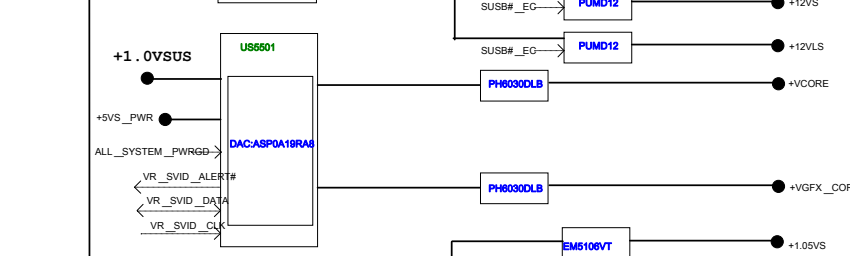 SUSB#_EC
PUMD12
+12VS
SUSB#_EC
PUMD12
+12VLS
US5501
+1.0VSUS
PH6030DLB
+VCORE
+5VS_PWR
DAC:ASP0A19RA8
ALL_SYSTEM_PWRGD
VR_SVID_ALERT#
PH6030DLB
+VGFX_COR
VR_SVID_DATA
VR_SVID_CLK
EM5106VT
+1.05VS